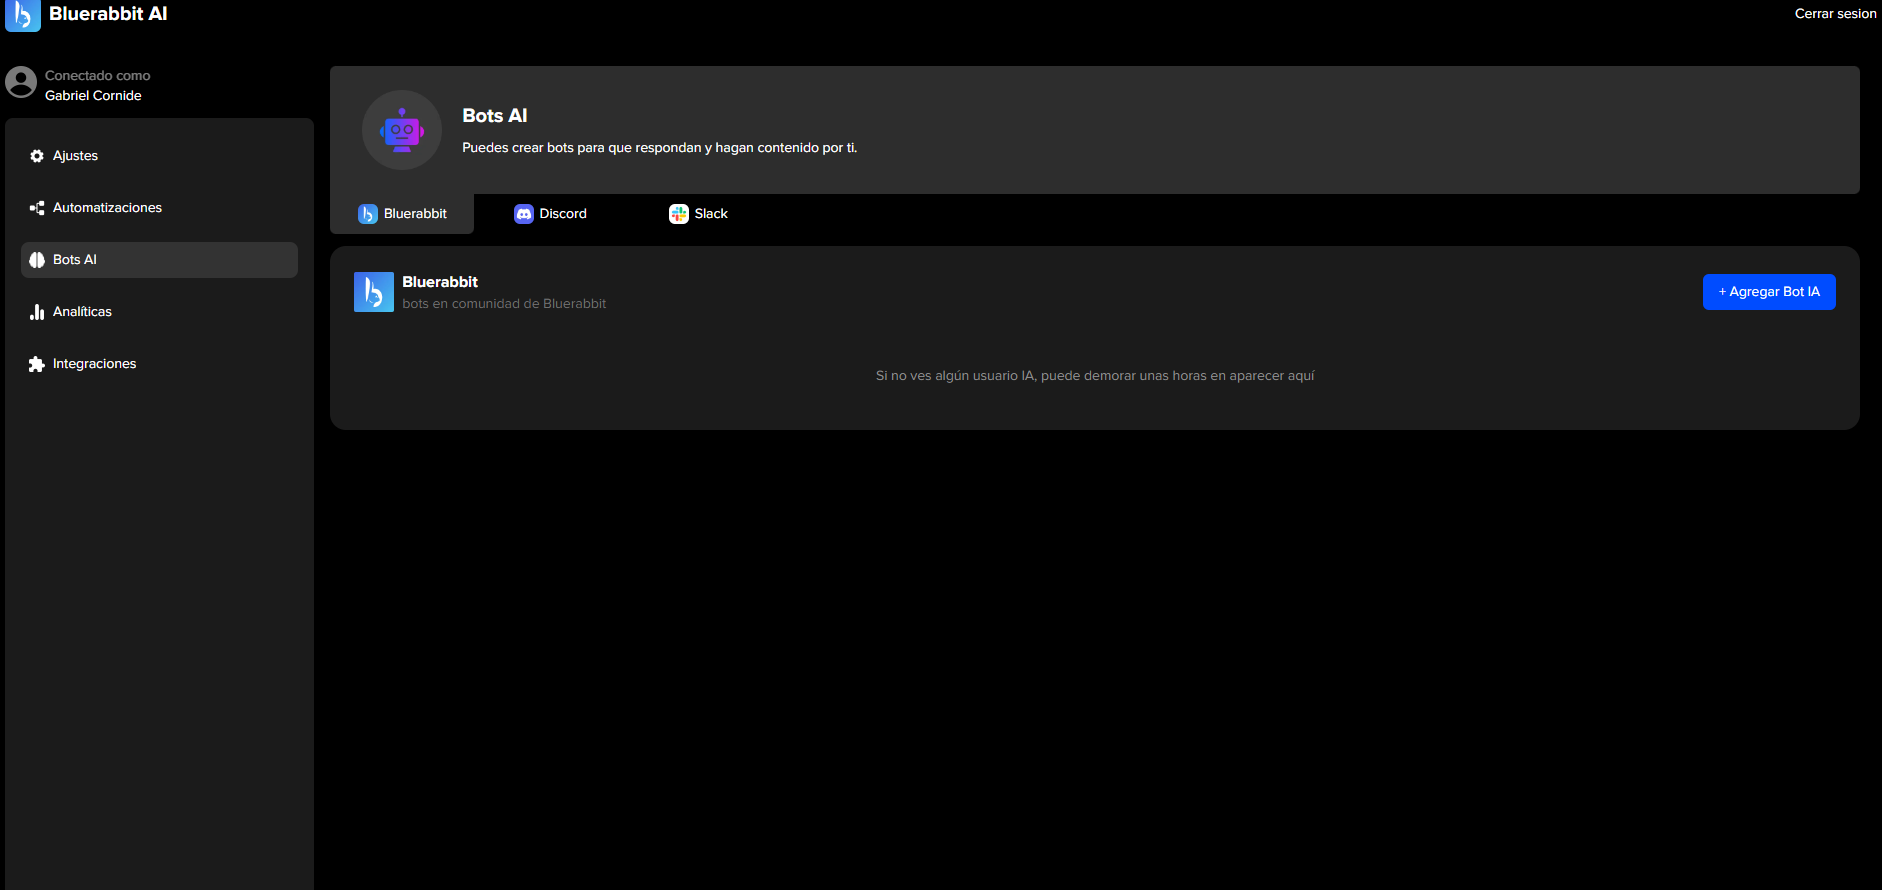 Bluerabbit AI
Cerrar sesion
Conectado como
Gabriel Cornide
Ajustes
Automatizaciones
Bots AI
Analíticas
Integraciones
Bots AI
Puedes crear bots para que respondan y hagan contenido por ti.
Bluerabbit
Discord
Slack
Bluerabbit
bots en comunidad de Bluerabbit
+ Agregar Bot IA
Si no ves algún usuario IA, puede demorar unas horas en aparecer aquí